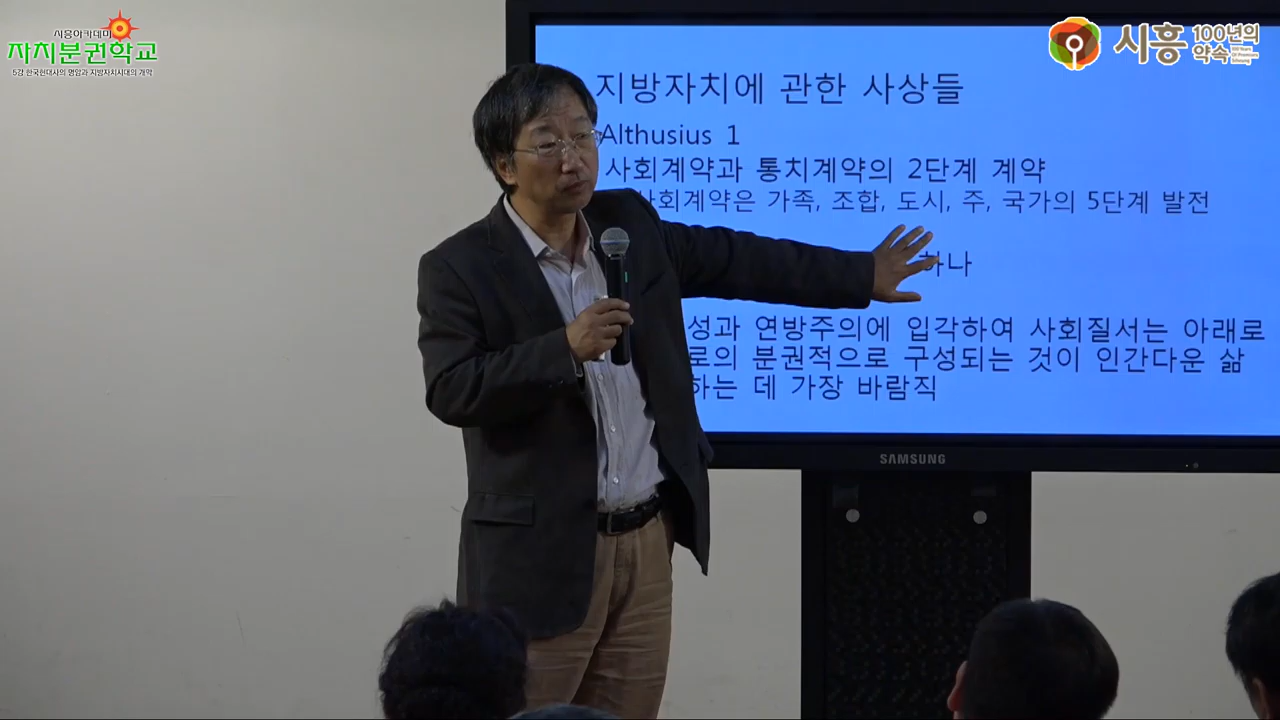 시흥아카데미
자치분권학교
5강 한국현대사의 명암과 지방자치시대의 개막
시흥 100년의 약속
지방자치에 관한 사상들
Althusius 1
사회계약과 통치계약의 2단계 계약
사회계약은 가족, 조합, 도시, 주, 국가의 5단계 발전
하나
성과 연방주의에 입각하여 사회질서는 아래로
로의 분권적으로 구성되는 것이 인간다운 삶
하는 데 가장 바람직
SAMSUNG